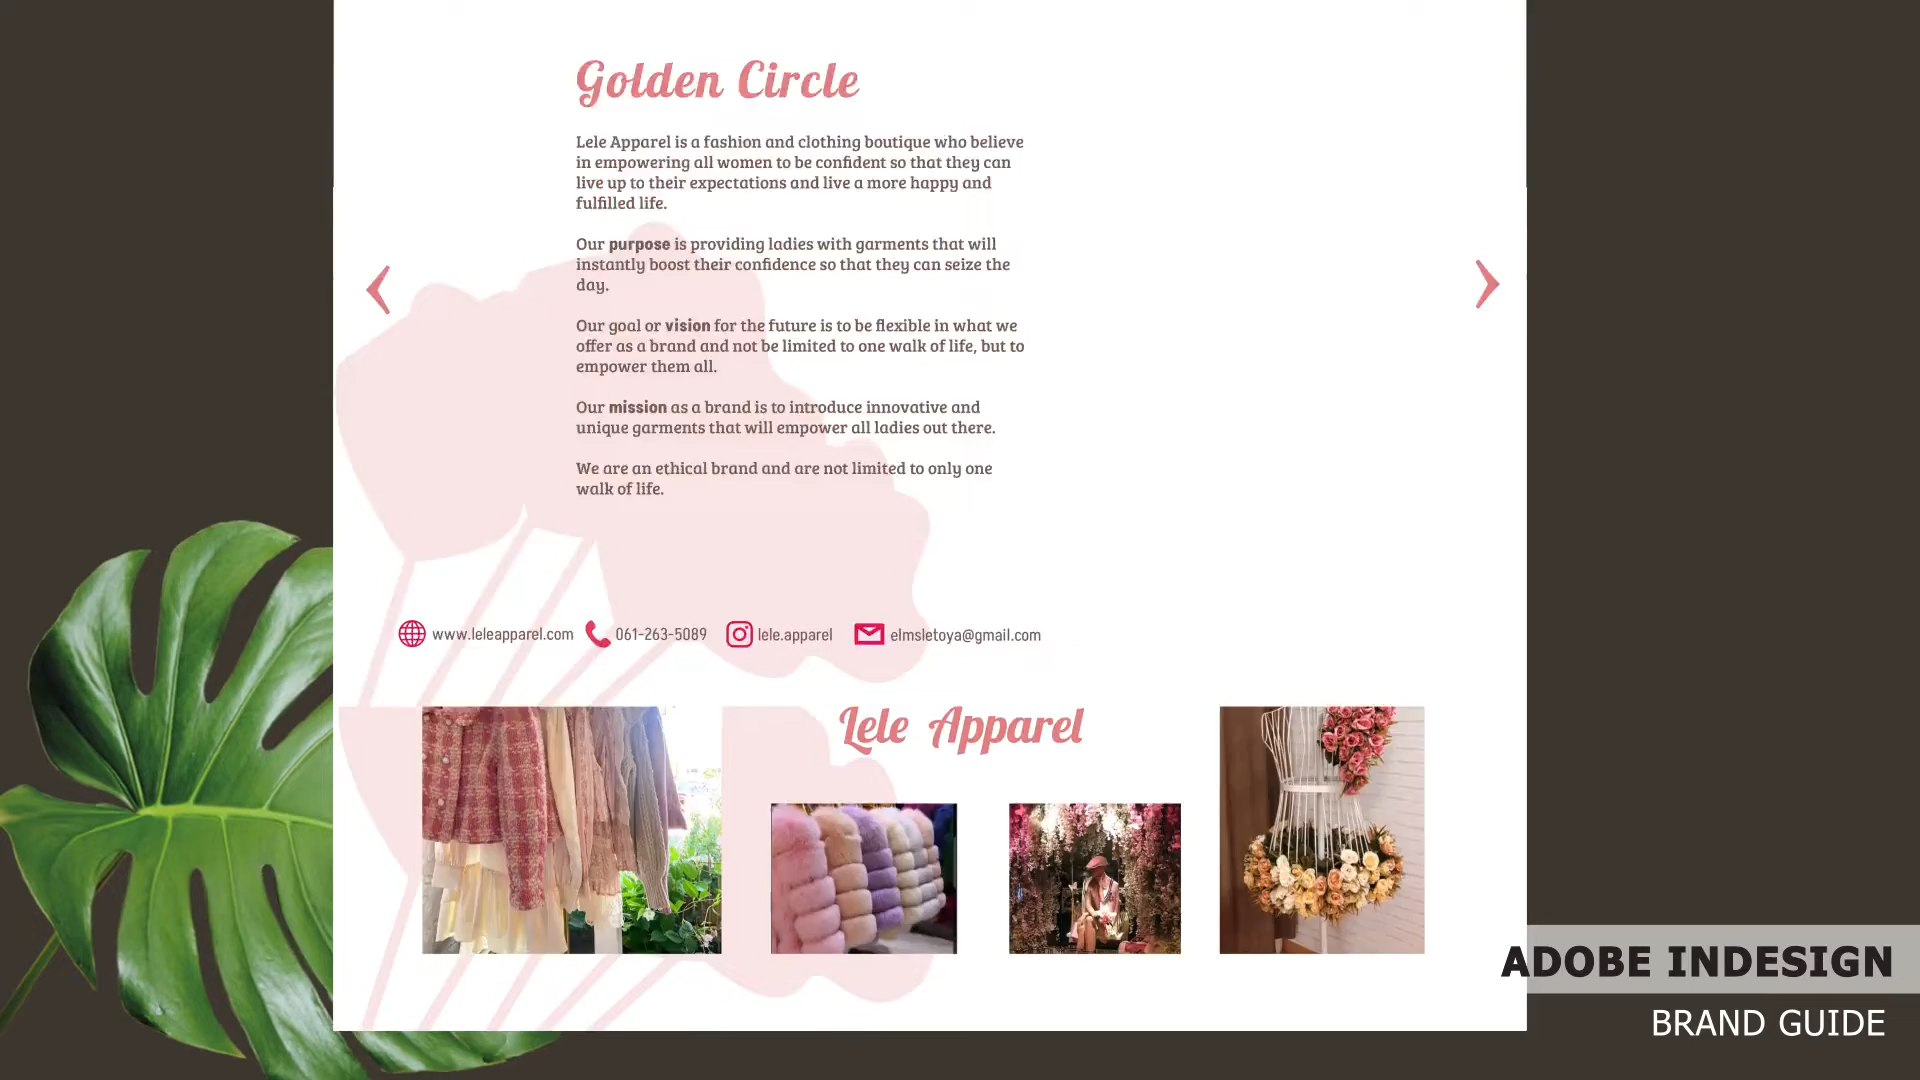 Golden Circle
Lele Apparel is a fashion and clothing boutique who believe
in empowering all women to be confident so that they can
live up to their expectations and live a more happy and
fulfilled life.
Our purpose is providing ladies with garments that will
instantly boost their confidence so that they can seize the
day.
Our goal or vision for the future is to be flexible in what we
offer as a brand and not be limited to one walk of life, but to
empower them all.
Our mission as a brand is to introduce innovative and
unique garments that will empower all ladies out there.
We are an ethical brand and are not limited to only one
walk of life.
www.leleapparel.com 061-263-5089 lele.apparel elmsletoya@gmail.com
Lele Apparel
ADOBE INDESIGN
BRAND GUIDE